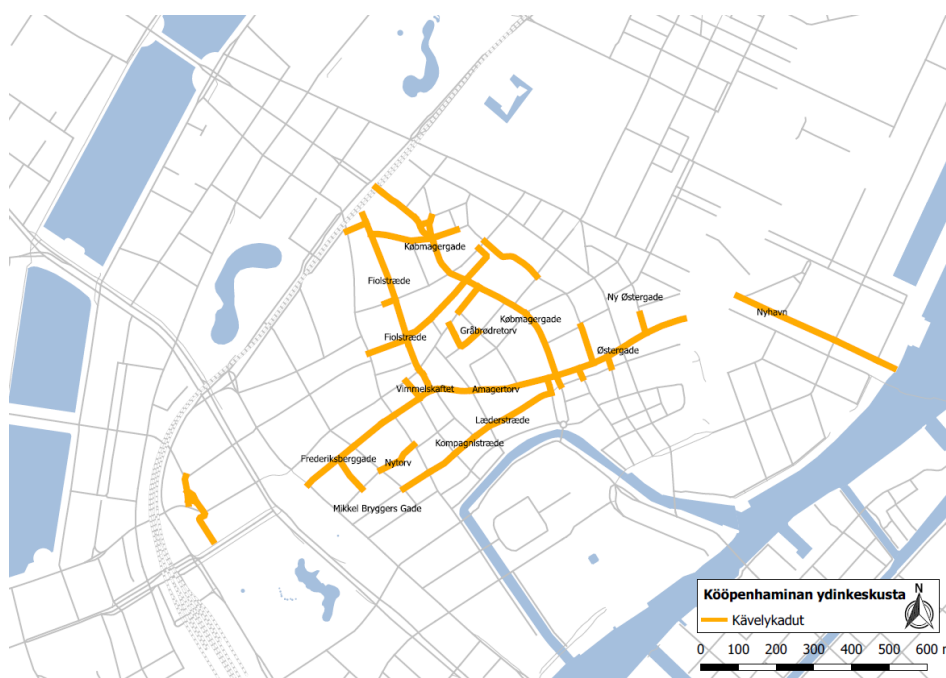 Købmagergade
Fiolstræde
Ny Østergade
Nyhavn
Købmagergade
Gråbrødretorv
Fiolstræde
Østergade
Vimmelskaftet
Amagertorv
Læderstræde
Kompagnistræde
Frederiksberggade
Nytorv
Mikkel Bryggers Gade
Kööpenhaminan ydinkeskusta
N
Kävelykadut
0 100 200 300 400 500 600 m